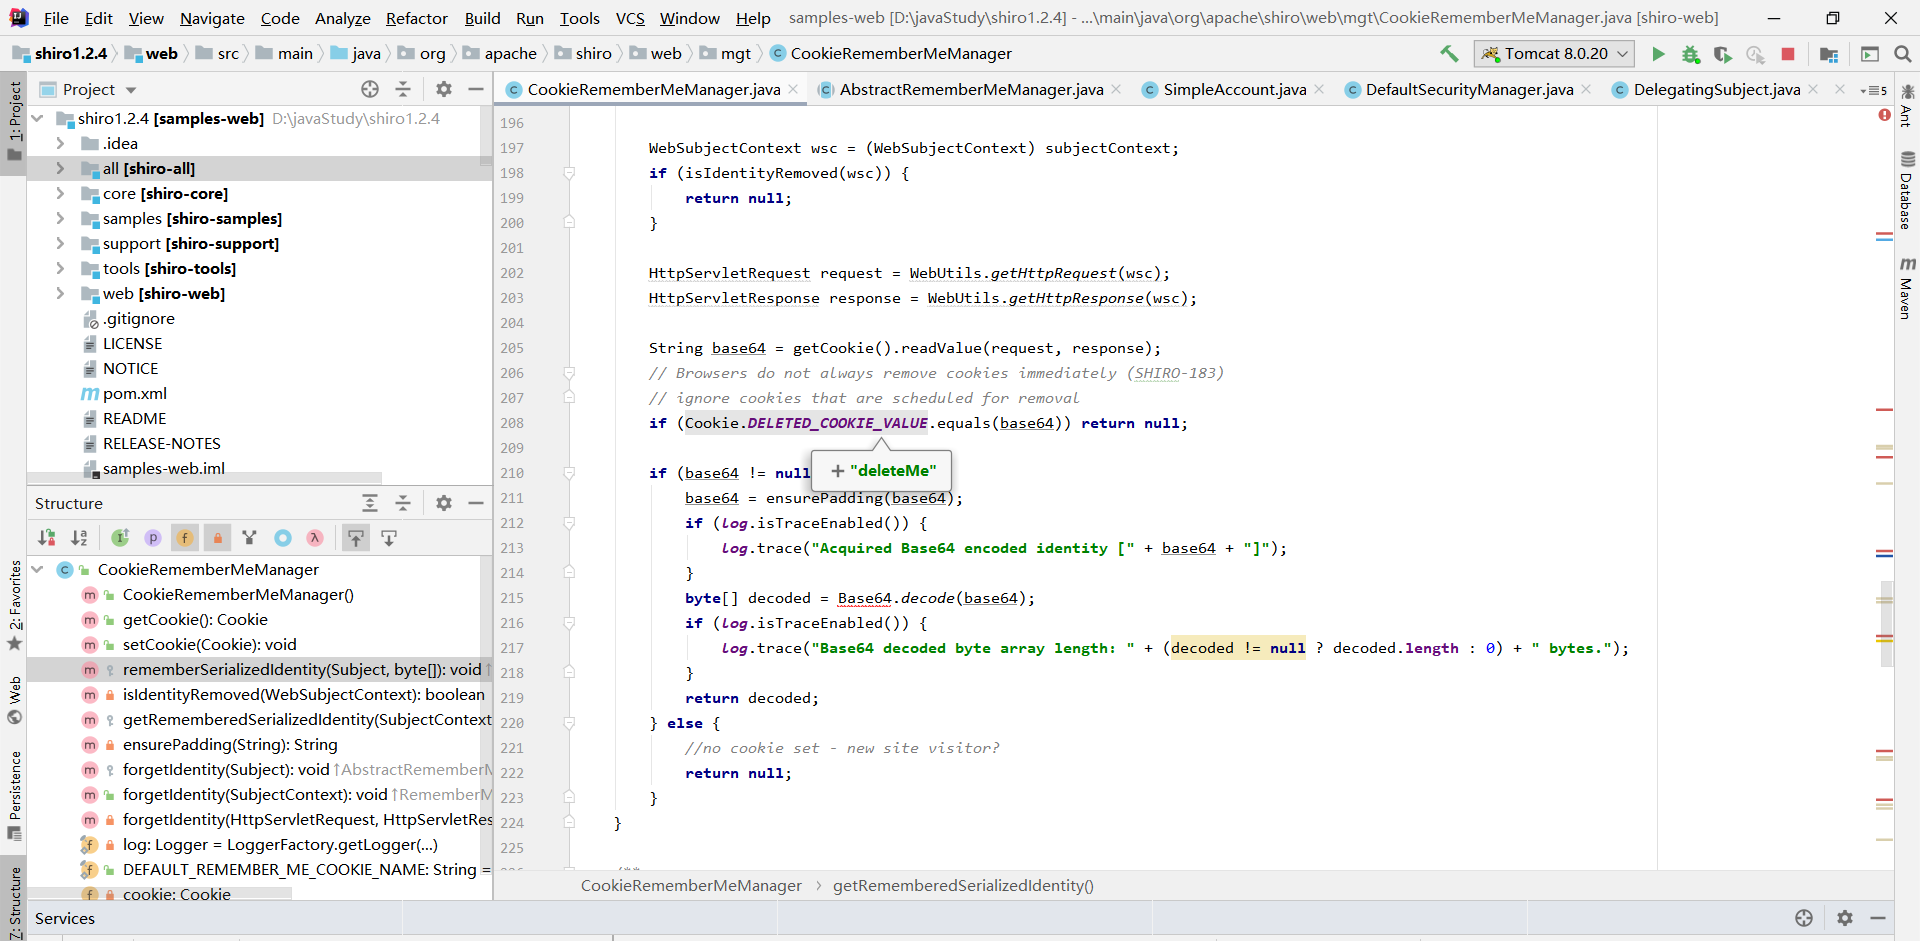 File Edit View Navigate Code Analyze Refactor Build Run Tools VCS Window Help samples-web [D:\javaStudy\shiro1.2.4] - ...\main\java\org\apache\shiro\web\mgt\CookieRememberMeManager.java [shiro-web]
shiro1.2.4 web src main java org apache shiro web mgt CookieRememberMeManager Tomcat 8.0.20
Project
CookieRememberMeManager.java AbstractRememberMeManager.java SimpleAccount.java DefaultSecurityManager.java DelegatingSubject.java 5
1: Project
2: Favorites
Web
Persistence
7: Structure
shiro1.2.4 [samples-web] D:\javaStudy\shiro1.2.4
.idea
all [shiro-all]
core [shiro-core]
samples [shiro-samples]
support [shiro-support]
tools [shiro-tools]
web [shiro-web]
.gitignore
LICENSE
NOTICE
pom.xml
README
RELEASE-NOTES
samples-web.iml
Structure
CookieRememberMeManager
CookieRememberMeManager()
getCookie(): Cookie
setCookie(Cookie): void
rememberSerializedIdentity(Subject, byte[]): void ↑
isIdentityRemoved(WebSubjectContext): boolean
getRememberedSerializedIdentity(SubjectContext
ensurePadding(String): String
forgetIdentity(Subject): void ↑AbstractRememberM
forgetIdentity(SubjectContext): void ↑RememberM
forgetIdentity(HttpServletRequest, HttpServletRes
log: Logger = LoggerFactory.getLogger(...)
DEFAULT_REMEMBER_ME_COOKIE_NAME: String =
cookie: Cookie
196
197 WebSubjectContext wsc = (WebSubjectContext) subjectContext;
198 if (isIdentityRemoved(wsc)) {
199 return null;
200 }
201
202 HttpServletRequest request = WebUtils.getHttpRequest(wsc);
203 HttpServletResponse response = WebUtils.getHttpResponse(wsc);
204
205 String base64 = getCookie().readValue(request, response);
206 // Browsers do not always remove cookies immediately (SHIRO-183)
207 // ignore cookies that are scheduled for removal
208 if (Cookie.DELETED_COOKIE_VALUE.equals(base64)) return null;
209
+ "deleteMe"
210 if (base64 != null
211 base64 = ensurePadding(base64);
212 if (log.isTraceEnabled()) {
213 log.trace("Acquired Base64 encoded identity [" + base64 + "]");
214 }
215 byte[] decoded = Base64.decode(base64);
216 if (log.isTraceEnabled()) {
217 log.trace("Base64 decoded byte array length: " + (decoded != null ? decoded.length : 0) + " bytes.");
218 }
219 return decoded;
220 } else {
221 //no cookie set - new site visitor?
222 return null;
223 }
224 }
225
/**
CookieRememberMeManager › getRememberedSerializedIdentity()
Ant
Database
Maven
Services